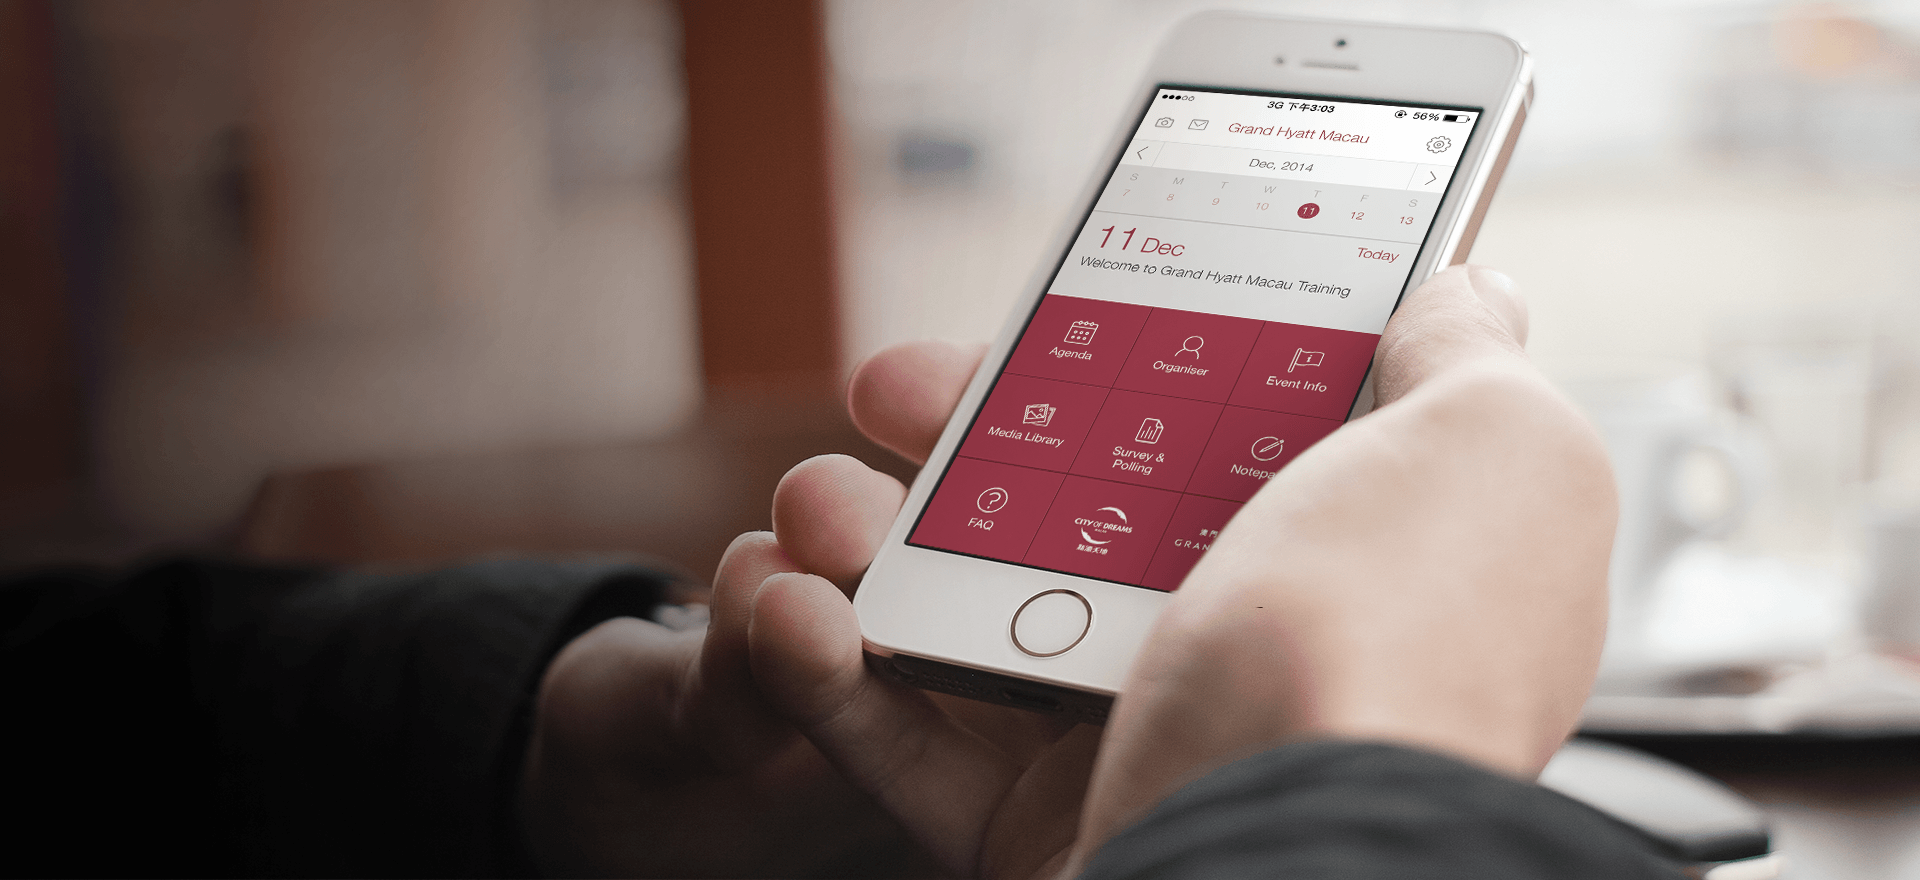 3G 下午3:03
56%
Grand Hyatt Macau
Dec, 2014
S M T W T F S
7 8 9 10 11 12 13
11 Dec
Today
Welcome to Grand Hyatt Macau Training
Agenda
Organiser
Event Info
Media Library
Survey &
Polling
Notepa
FAQ
CITY OF DREAMS
新濠天地
澳門
GRAN